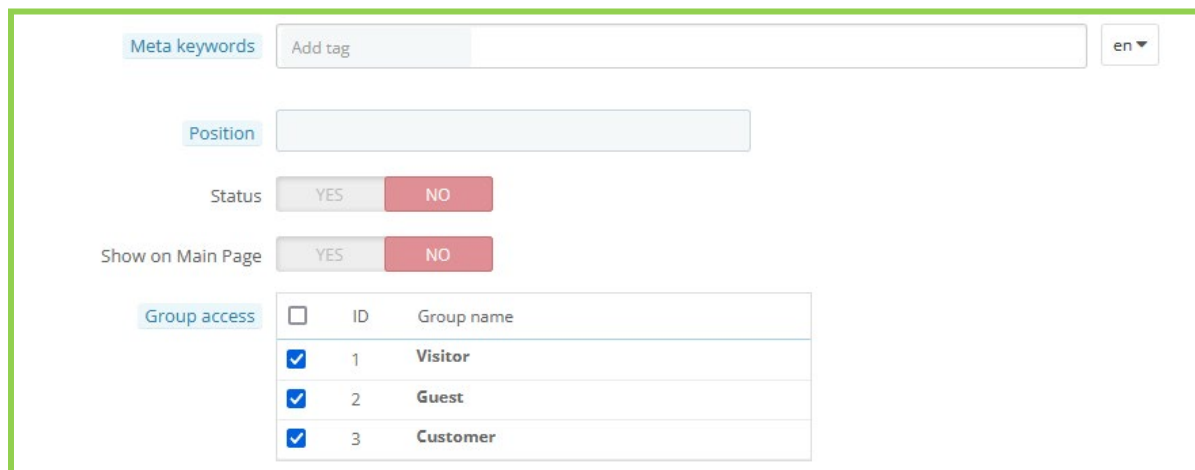 Meta keywords Add tag en
Position
Status YES NO
Show on Main Page YES NO
Group access ID Group name
1 Visitor
2 Guest
3 Customer